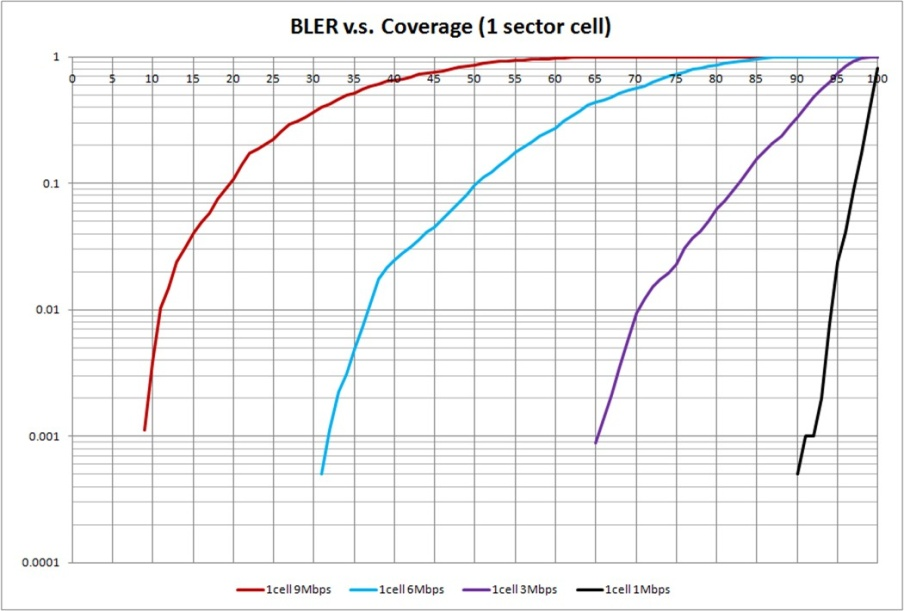 BLER v.s. Coverage (1 sector cell)
1
0 5 10 15 20 25 30 35 40 45 50 55 60 65 70 75 80 85 90 95 100
0.1
0.01
0.001
0.0001
1cell 9Mbps 1cell 6Mbps 1cell 3Mbps 1cell 1Mbps